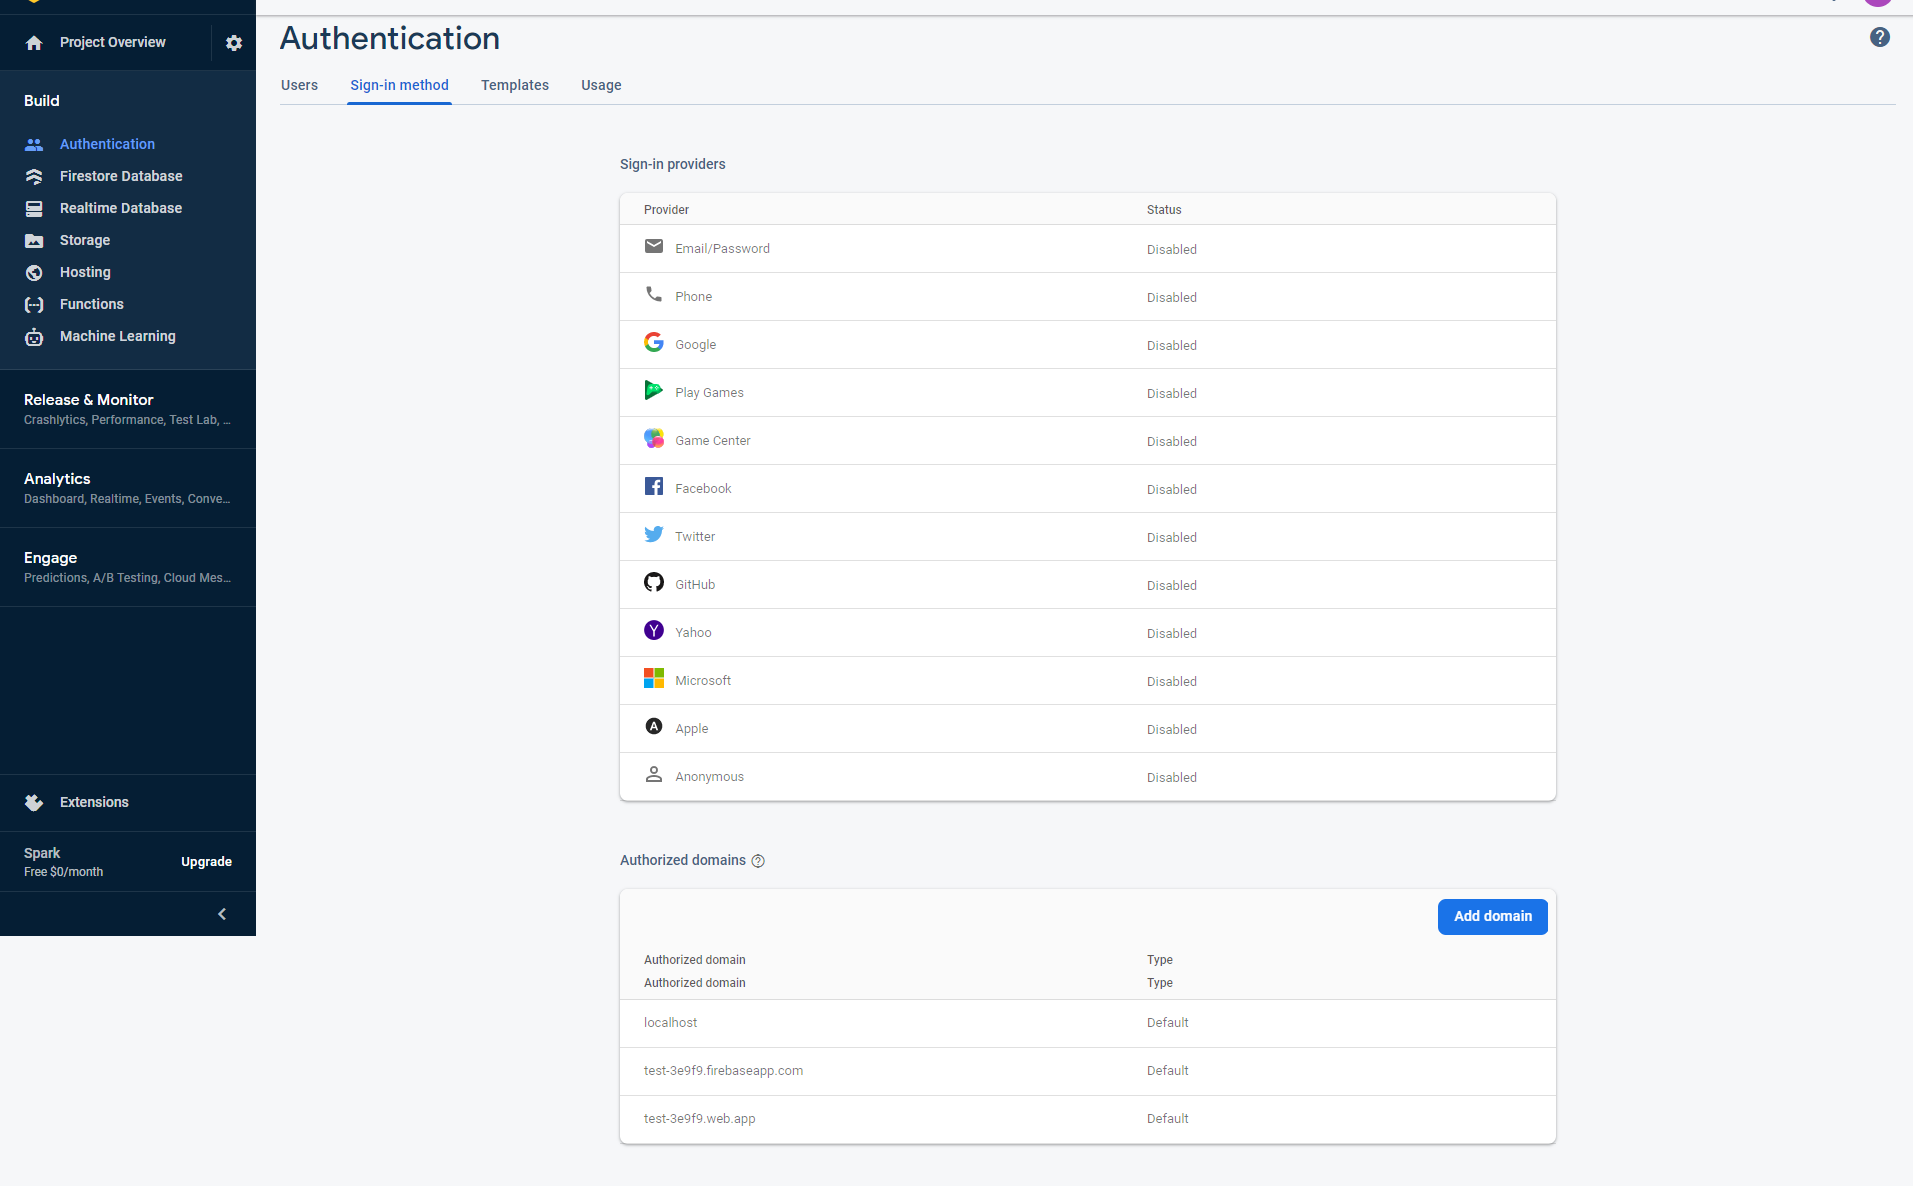 Project Overview
Build
Authentication
Firestore Database
Realtime Database
Storage
Hosting
Functions
Machine Learning
Release & Monitor
Crashlytics, Performance, Test Lab, ...
Analytics
Dashboard, Realtime, Events, Conve...
Engage
Predictions, A/B Testing, Cloud Mes...
Extensions
Spark
Free $0/month
Upgrade
Authentication
Users Sign-in method Templates Usage
Sign-in providers
Provider Status
Email/Password Disabled
Phone Disabled
Google Disabled
Play Games Disabled
Game Center Disabled
Facebook Disabled
Twitter Disabled
GitHub Disabled
Yahoo Disabled
Microsoft Disabled
Apple Disabled
Anonymous Disabled
Authorized domains
Add domain
Authorized domain Type
Authorized domain Type
localhost Default
test-3e9f9.firebaseapp.com Default
test-3e9f9.web.app Default